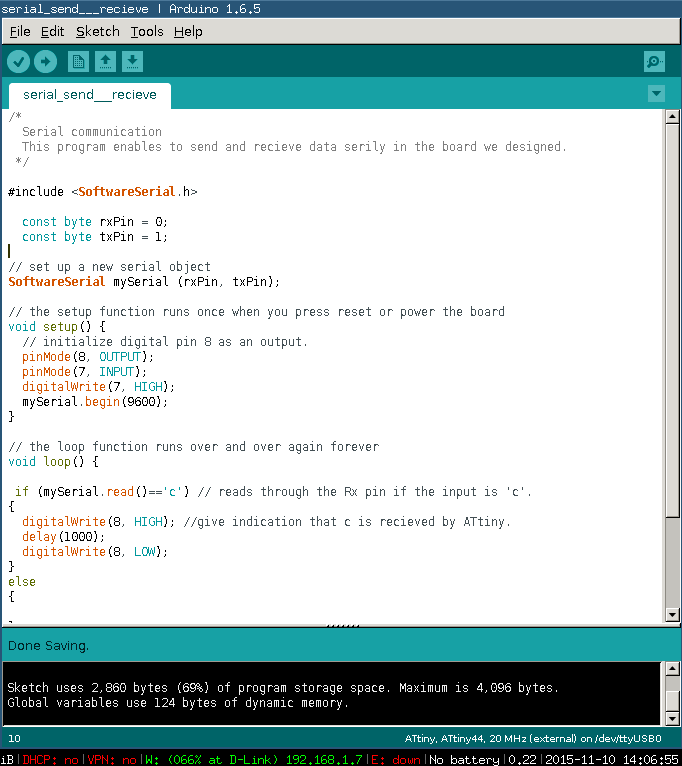 serial_send___recieve | Arduino 1.6.5
File Edit Sketch Tools Help
serial_send___recieve
/*
  Serial communication
  This program enables to send and recieve data serily in the board we designed.
 */
#include <SoftwareSerial.h>
  const byte rxPin = 0;
  const byte txPin = 1;
// set up a new serial object
SoftwareSerial mySerial (rxPin, txPin);
// the setup function runs once when you press reset or power the board
void setup() {
  // initialize digital pin 8 as an output.
  pinMode(8, OUTPUT);
  pinMode(7, INPUT);
  digitalWrite(7, HIGH);
  mySerial.begin(9600);
}
// the loop function runs over and over again forever
void loop() {
 if (mySerial.read()=='c') // reads through the Rx pin if the input is 'c'.
{
  digitalWrite(8, HIGH); //give indication that c is recieved by ATtiny.
  delay(1000);
  digitalWrite(8, LOW);
}
else
{
Done Saving.
Sketch uses 2,860 bytes (69%) of program storage space. Maximum is 4,096 bytes.
Global variables use 124 bytes of dynamic memory.
10 ATtiny, ATtiny44, 20 MHz (external) on /dev/ttyUSB0
iB|DHCP: no|VPN: no|W: (066% at D-Link) 192.168.1.7|E: down|No battery|0.22|2015-11-10 14:06:55